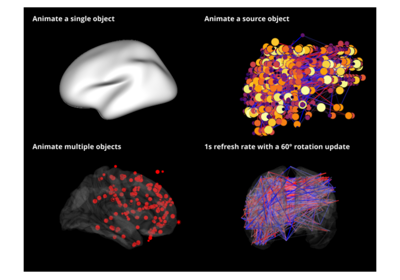 Animate a single object
Animate a source object
Animate multiple objects
1s refresh rate with a 60° rotation update